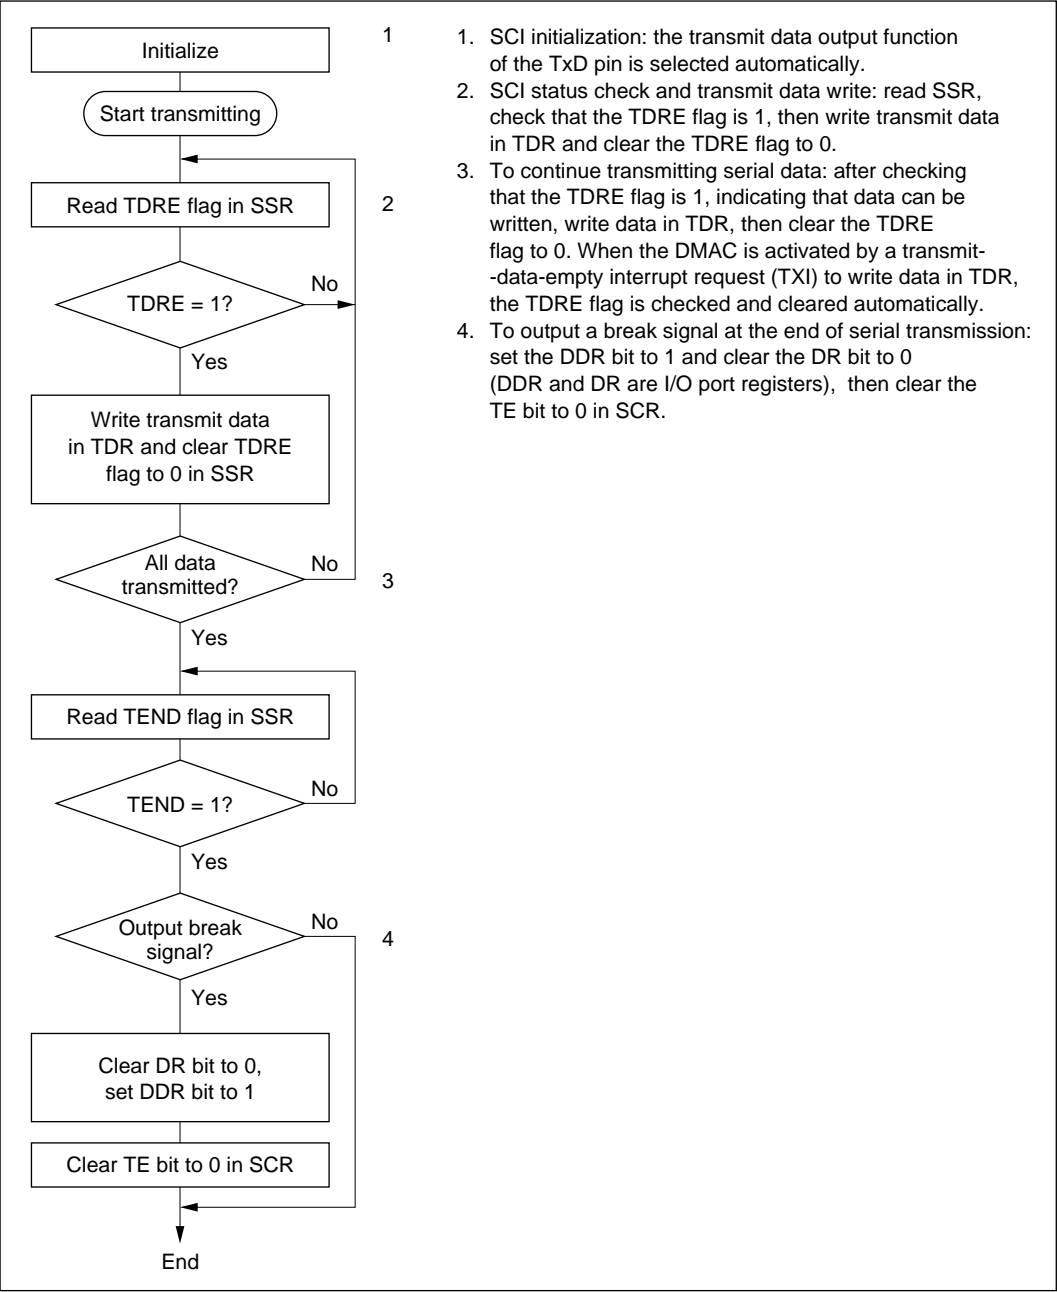 Initialize
1
Start transmitting
Read TDRE flag in SSR
2
TDRE = 1?
No
Yes
Write transmit data
in TDR and clear TDRE
flag to 0 in SSR
All data
transmitted?
No
3
Yes
Read TEND flag in SSR
TEND = 1?
No
Yes
Output break
signal?
No
4
Yes
Clear DR bit to 0,
set DDR bit to 1
Clear TE bit to 0 in SCR
End
1. SCI initialization: the transmit data output function
of the TxD pin is selected automatically.
2. SCI status check and transmit data write: read SSR,
check that the TDRE flag is 1, then write transmit data
in TDR and clear the TDRE flag to 0.
3. To continue transmitting serial data: after checking
that the TDRE flag is 1, indicating that data can be
written, write data in TDR, then clear the TDRE
flag to 0. When the DMAC is activated by a transmit-
-data-empty interrupt request (TXI) to write data in TDR,
the TDRE flag is checked and cleared automatically.
4. To output a break signal at the end of serial transmission:
set the DDR bit to 1 and clear the DR bit to 0
(DDR and DR are I/O port registers), then clear the
TE bit to 0 in SCR.